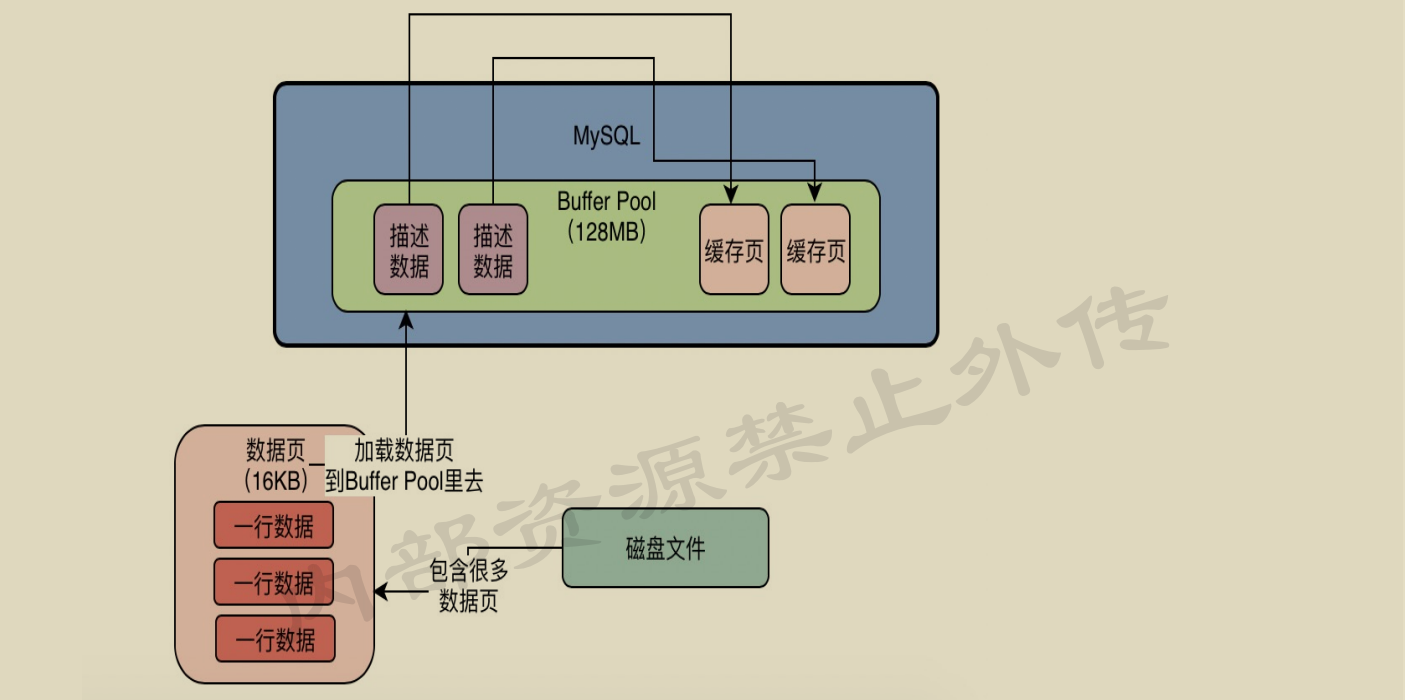 MySQL
Buffer Pool
（128MB）
描述
数据
描述
数据
缓存页
缓存页
数据页
（16KB）
加载数据页
到Buffer Pool里去
一行数据
一行数据
一行数据
包含很多
数据页
磁盘文件
内部资源禁止外传